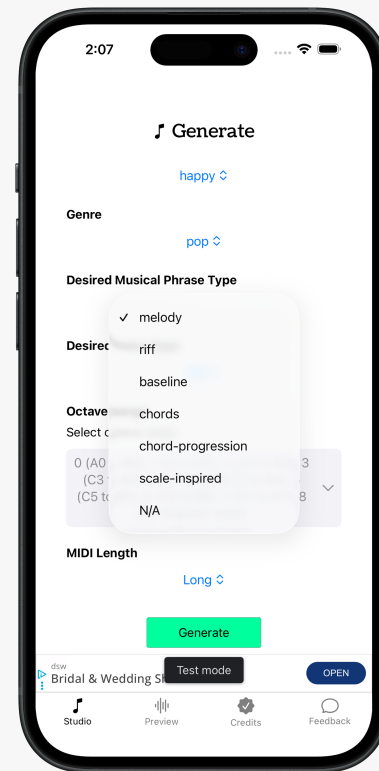 2:07
Generate
happy
Genre
pop
Desired Musical Phrase Type
melody
Desired
riff
baseline
Octave
chords
Select
chord-progression
0 (A0 3
(C3
scale-inspired
(C5 to 8
N/A
MIDI Length
Long
Generate
dsw
Bridal & Wedding
Test mode
OPEN
Studio
Preview
Credits
Feedback